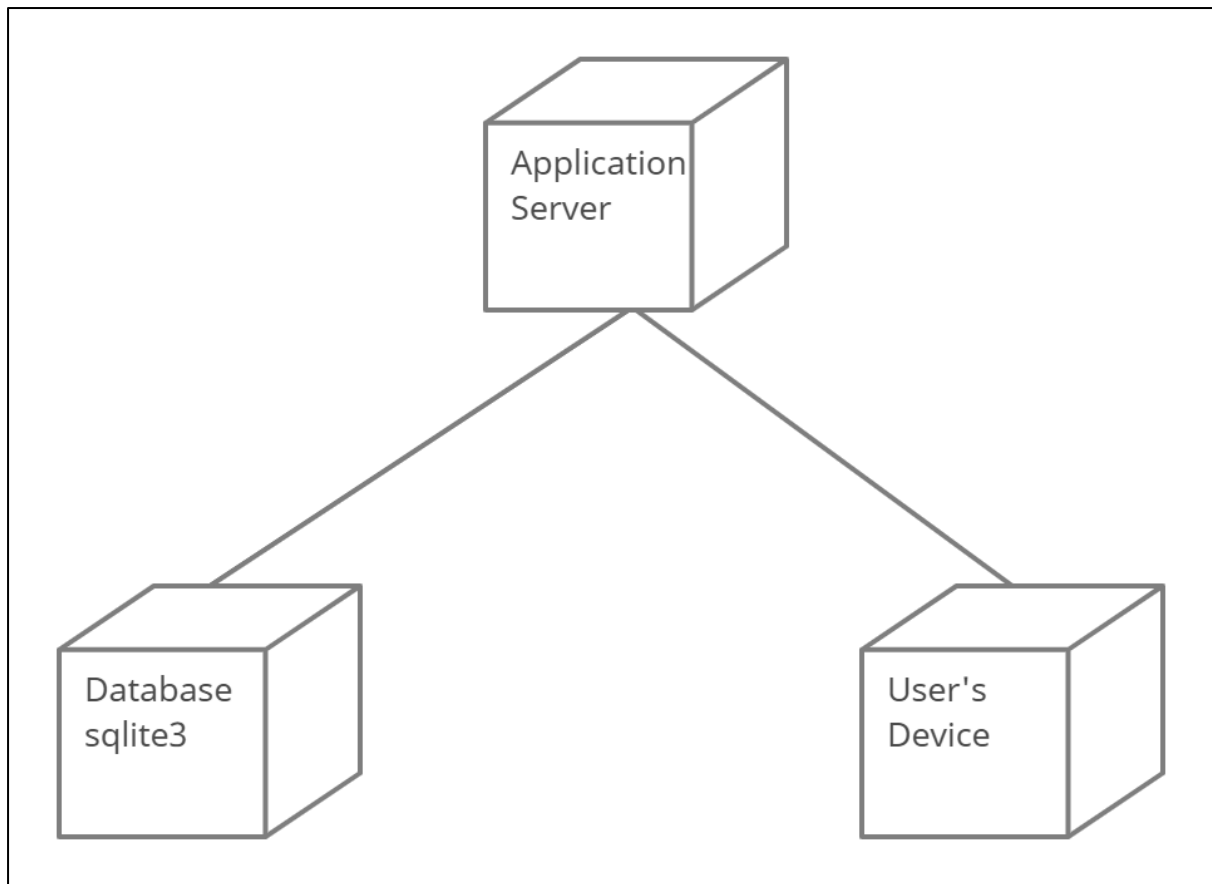 Application
Server
Database
sqlite3
User's
Device